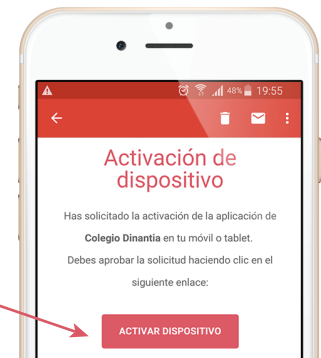 48% 19:55
Activación de
dispositivo
Has solicitado la activación de la aplicación de
Colegio Dinantia en tu móvil o tablet.
Debes aprobar la solicitud haciendo clic en el
siguiente enlace:
ACTIVAR DISPOSITIVO